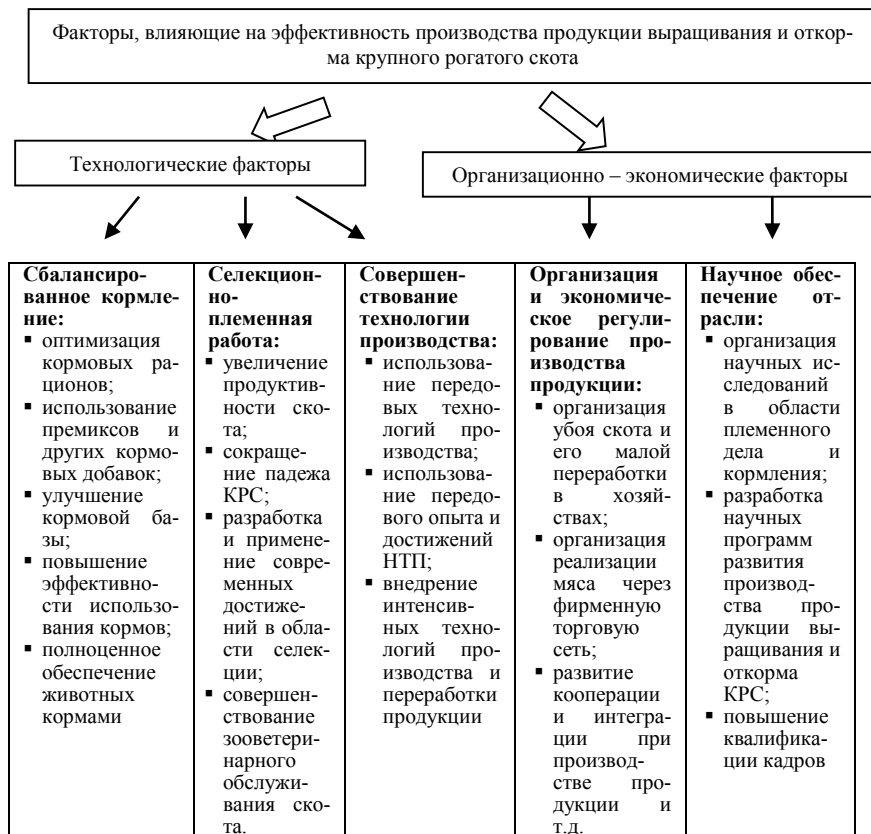 Факторы, влияющие на эффективность производства продукции выращивания и откор-
ма крупного рогатого скота
Технологические факторы
Организационно – экономические факторы
Сбалансиро-
ванное кормле-
ние:
▪ оптимизация
кормовых ра-
ционов;
▪ использование
премиксов и
других кормо-
вых добавок;
▪ улучшение
кормовой ба-
зы;
▪ повышение
эффективно-
сти использо-
вания кормов;
▪ полноценное
обеспечение
животных
кормами
Селекцион-
но-
племенная
работа:
▪ увеличение
продуктив-
ности ско-
та;
▪ сокраще-
ние падежа
КРС;
▪ разработка
и примене-
ние совре-
менных
достиже-
ний в обла-
сти селек-
ции;
▪ совершен-
ствование
зооветери-
нарного
обслужи-
вания ско-
та.
Совершен-
ствование
технологии
производства:
▪ использова-
ние передо-
вых техно-
логий про-
изводства;
▪ использова-
ние передо-
вого опыта и
достижений
НТП;
▪ внедрение
интенсив-
ных техно-
логий про-
изводства и
переработки
продукции
Организация
и экономиче-
ское регули-
рование про-
изводства
продукции:
▪ организация
убоя скота и
его малой
переработки
в хозяй-
ствах;
▪ организация
реализации
мяса через
фирменную
торговую
сеть;
▪ развитие
кооперации
и интегра-
ции при
производ-
стве про-
дукции и
т.д.
Научное обес-
печение от-
расли:
▪ организация
научных ис-
следований
в области
племенного
дела и
кормления;
▪ разработка
научных
программ
развития
производ-
ства про-
дукции вы-
ращивания и
откорма
КРС;
▪ повышение
квалифика-
ции кадров